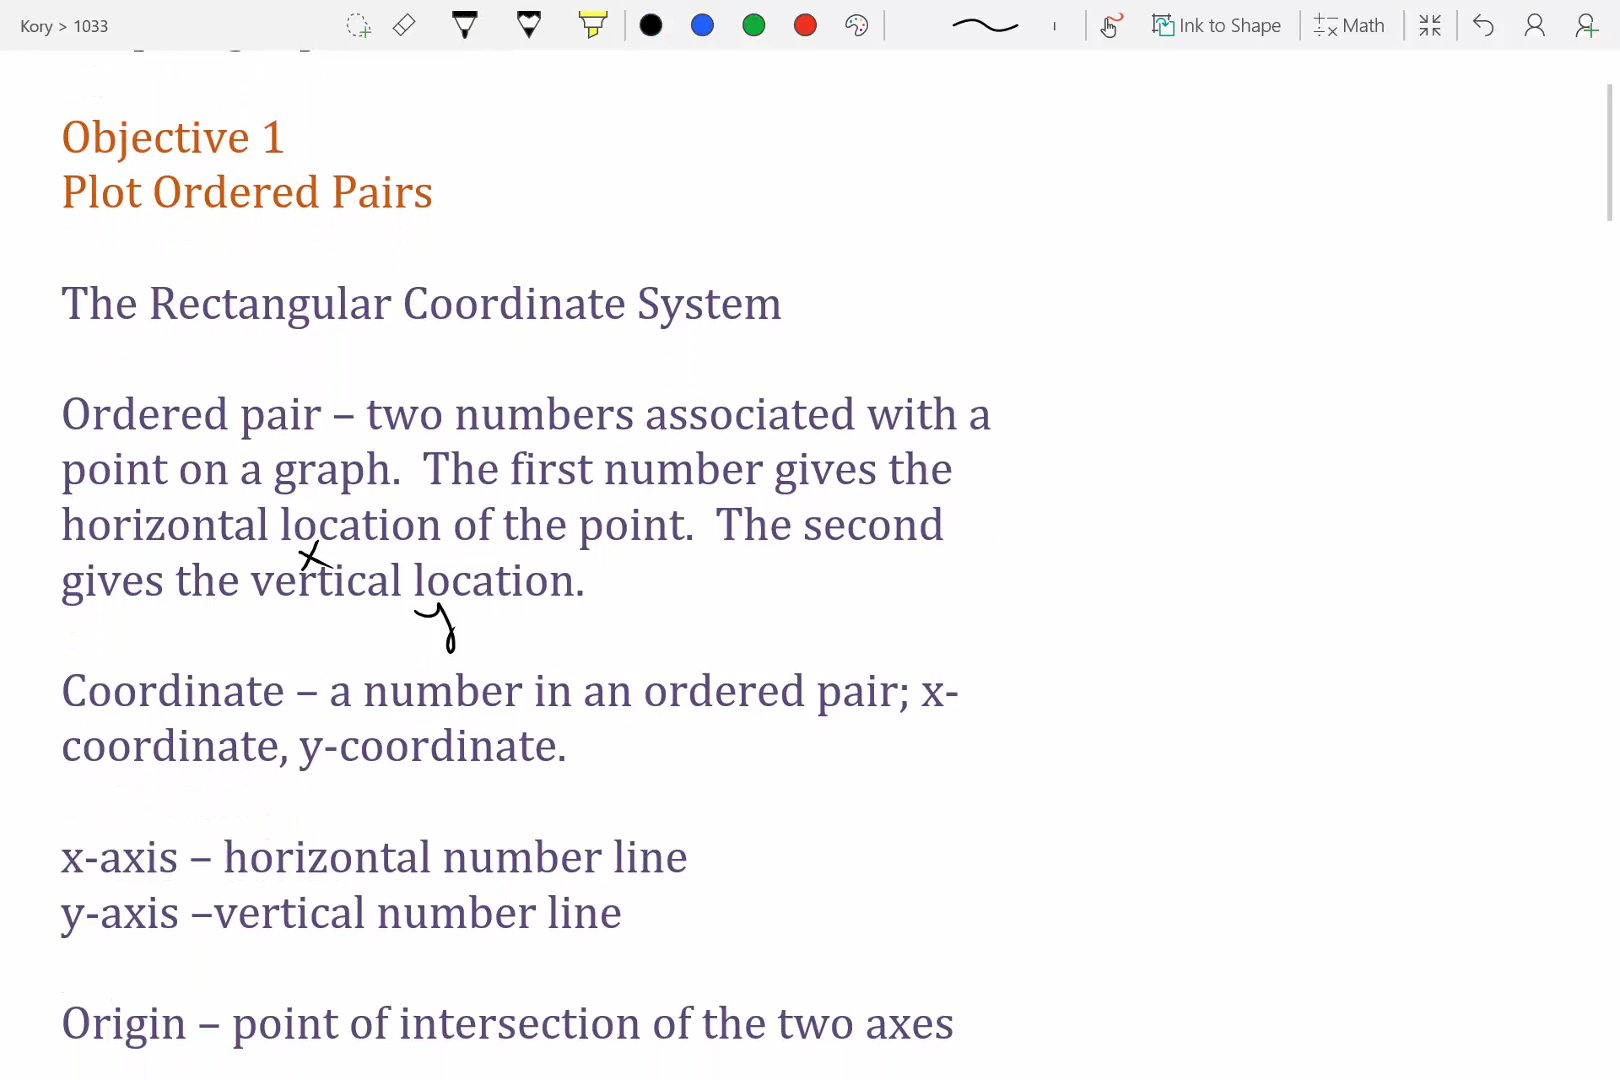 Kory > 1033
Ink to Shape
Math
Objective 1
Plot Ordered Pairs
The Rectangular Coordinate System
Ordered pair – two numbers associated with a
point on a graph.  The first number gives the
horizontal location of the point.  The second
x
gives the vertical location.
y
Coordinate – a number in an ordered pair; x-
coordinate, y-coordinate.
x-axis – horizontal number line
y-axis –vertical number line
Origin – point of intersection of the two axes